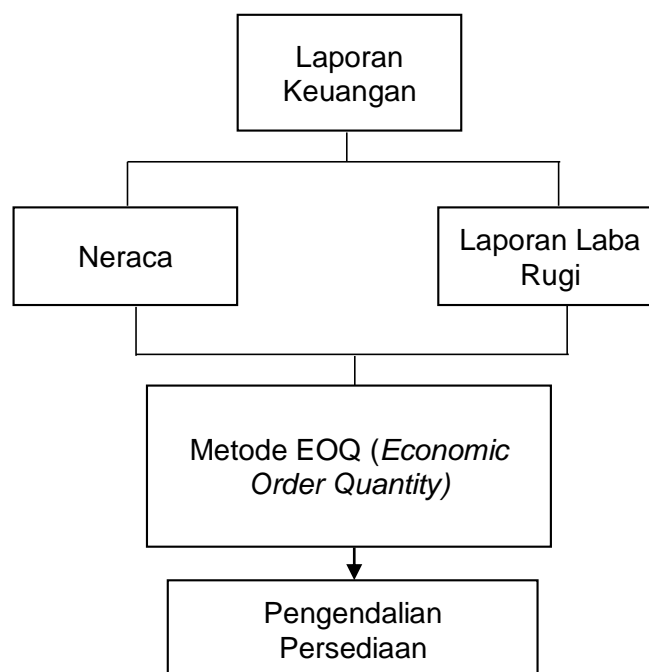 Laporan
Keuangan
Neraca
Laporan Laba
Rugi
Metode EOQ (Economic
Order Quantity)
Pengendalian
Persediaan